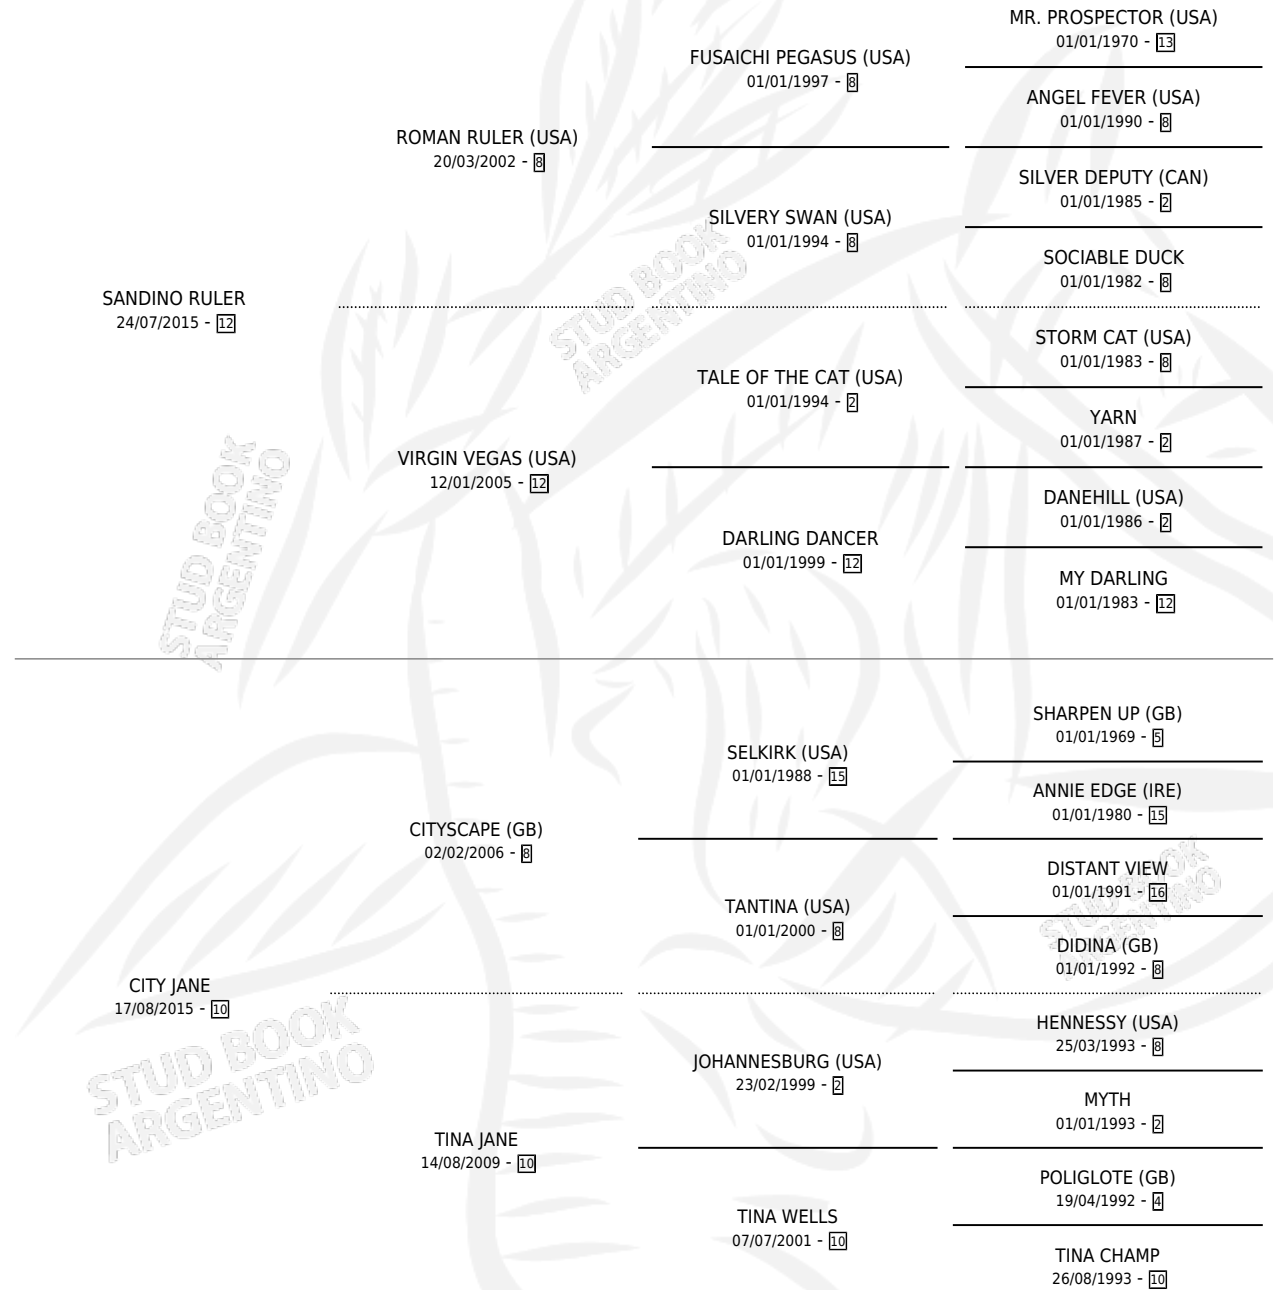 MR. PROSPECTOR (USA)
01/01/1970 - 13
FUSAICHI PEGASUS (USA)
01/01/1997 - 8
ANGEL FEVER (USA)
01/01/1990 - 8
ROMAN RULER (USA)
20/03/2002 - 8
SILVER DEPUTY (CAN)
01/01/1985 - 2
SILVERY SWAN (USA)
01/01/1994 - 8
SOCIABLE DUCK
01/01/1982 - 8
SANDINO RULER
24/07/2015 - 12
STORM CAT (USA)
01/01/1983 - 8
TALE OF THE CAT (USA)
01/01/1994 - 2
YARN
01/01/1987 - 2
VIRGIN VEGAS (USA)
12/01/2005 - 12
DANEHILL (USA)
01/01/1986 - 2
DARLING DANCER
01/01/1999 - 12
MY DARLING
01/01/1983 - 12
SHARPEN UP (GB)
01/01/1969 - 5
SELKIRK (USA)
01/01/1988 - 15
ANNIE EDGE (IRE)
01/01/1980 - 15
CITYSCAPE (GB)
02/02/2006 - 8
DISTANT VIEW
01/01/1991 - 16
TANTINA (USA)
01/01/2000 - 8
DIDINA (GB)
01/01/1992 - 8
CITY JANE
17/08/2015 - 10
HENNESSY (USA)
25/03/1993 - 8
JOHANNESBURG (USA)
23/02/1999 - 2
MYTH
01/01/1993 - 2
TINA JANE
14/08/2009 - 10
POLIGLOTE (GB)
19/04/1992 - 4
TINA WELLS
07/07/2001 - 10
TINA CHAMP
26/08/1993 - 10
STUD BOOK
ARGENTINO
STUD BOOK
ARGENTINO
STUD BOOK
ARGENTINO
STUD BOOK
ARGENTINO